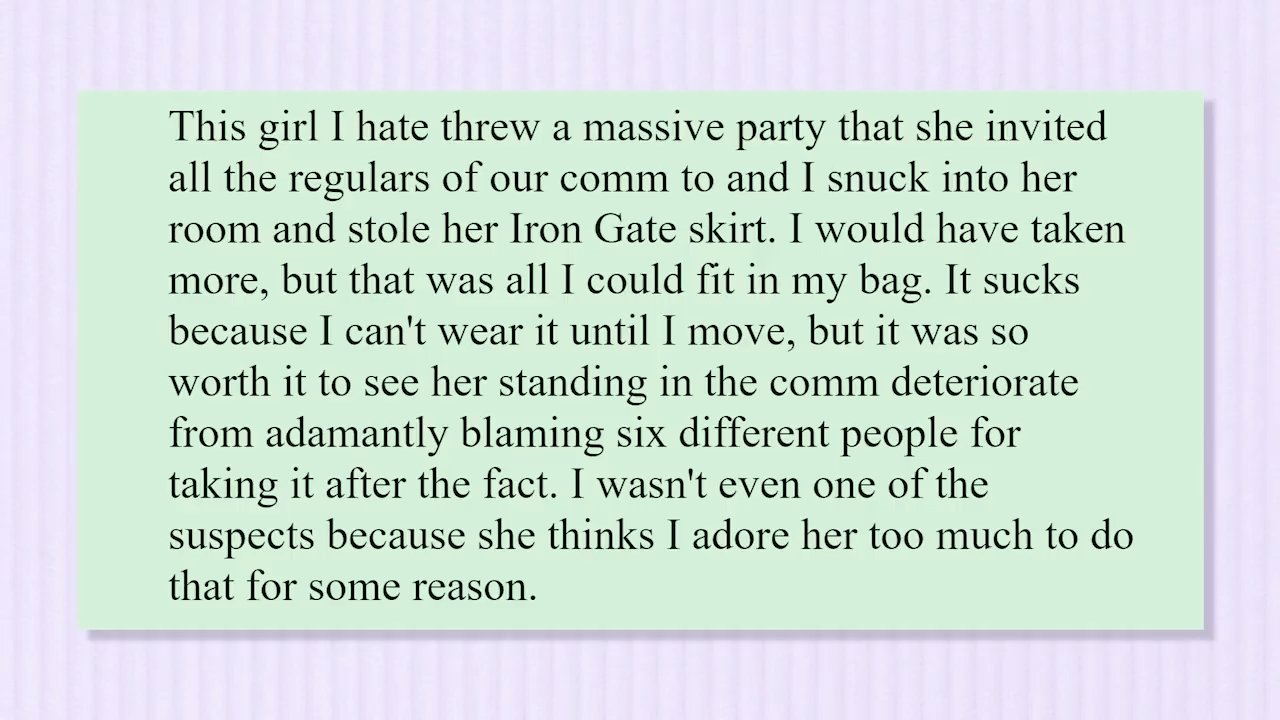 This girl I hate threw a massive party that she invited
all the regulars of our comm to and I snuck into her
room and stole her Iron Gate skirt. I would have taken
more, but that was all I could fit in my bag. It sucks
because I can't wear it until I move, but it was so
worth it to see her standing in the comm deteriorate
from adamantly blaming six different people for
taking it after the fact. I wasn't even one of the
suspects because she thinks I adore her too much to do
that for some reason.